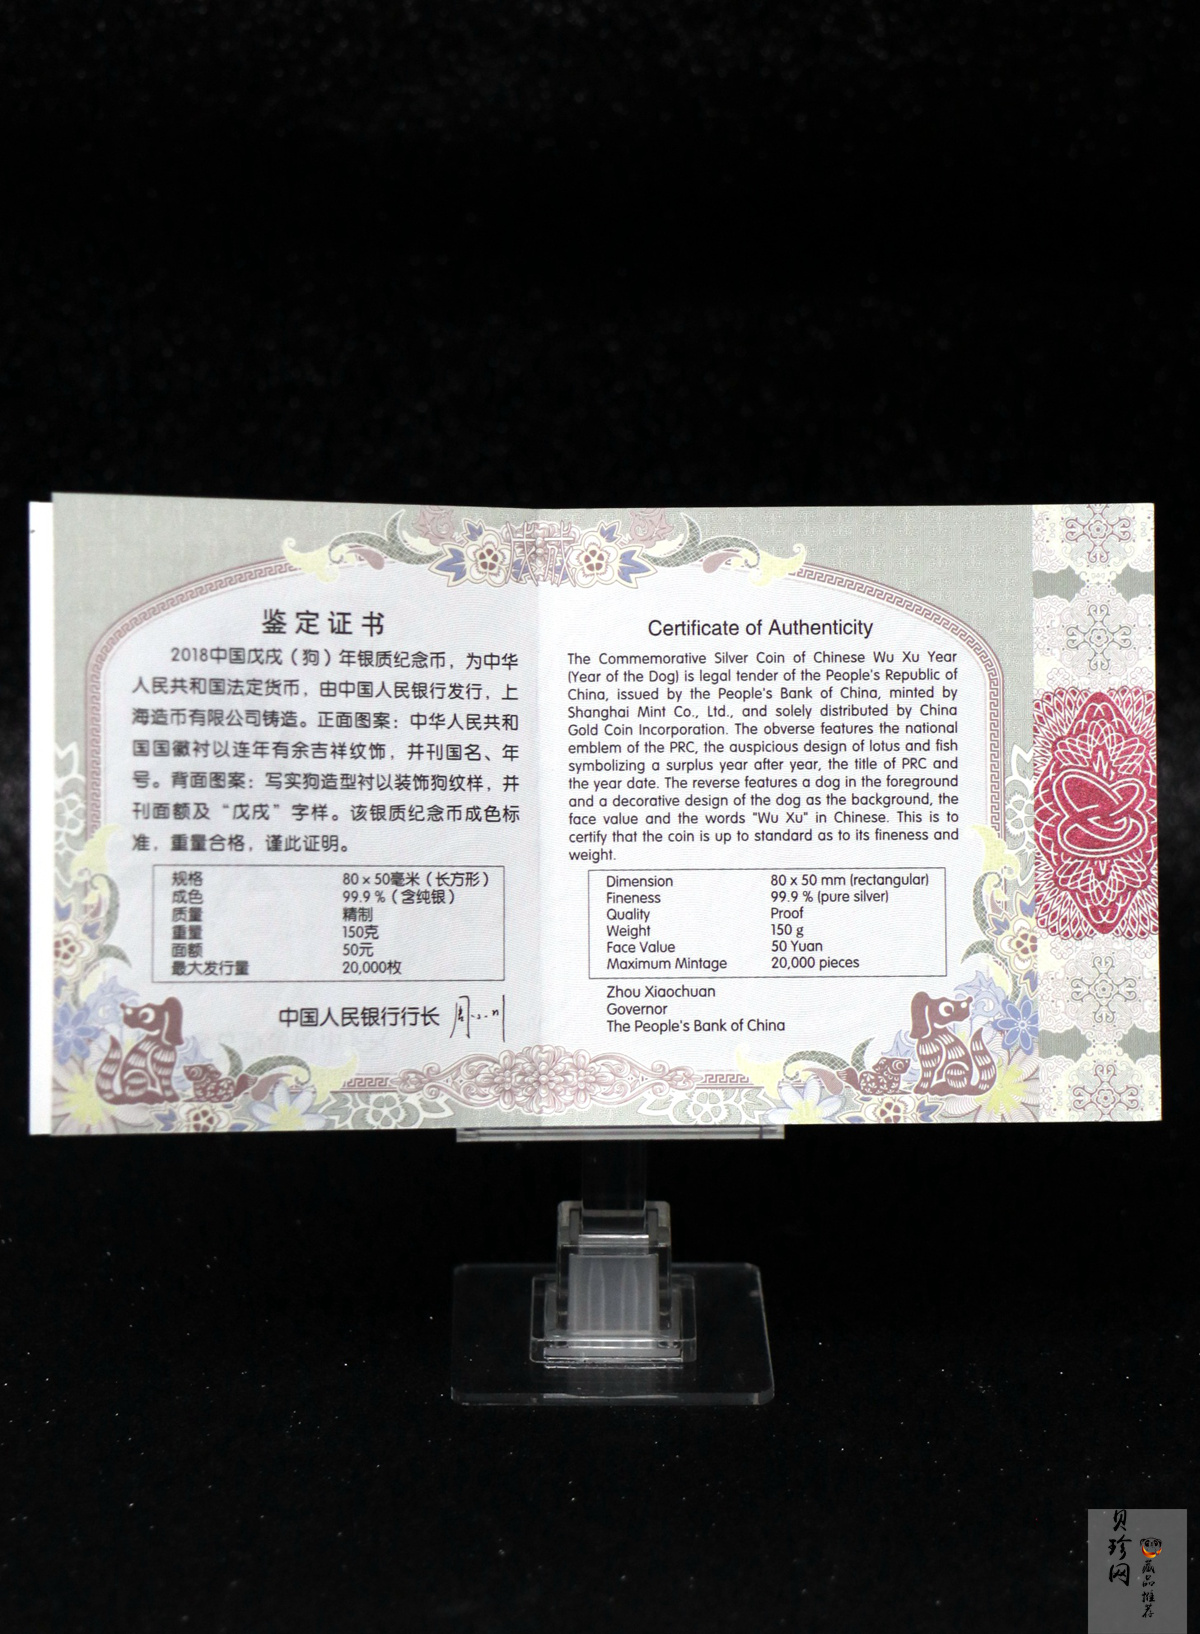 鉴定证书
2018中国戊戌（狗）年银质纪念币，为中华
人民共和国法定货币，由中国人民银行发行，上
海造币有限公司铸造。正面图案：中华人民共和
国国徽衬以连年有余吉祥纹饰，并刊国名、年
号。背面图案：写实狗造型衬以装饰狗纹样，并
刊面额及“戊戌”字样。该银质纪念币成色标
准，重量合格，谨此证明。
规格 80×50毫米（长方形）
成色 99.9％（含纯银）
质量 精制
重量 150克
面额 50元
最大发行量 20,000枚
中国人民银行行长
Certificate of Authenticity
The Commemorative Silver Coin of Chinese Wu Xu Year
(Year of the Dog) is legal tender of the People's Republic of
China, issued by the People's Bank of China, minted by
Shanghai Mint Co., Ltd., and solely distributed by China
Gold Coin Incorporation. The obverse features the national
emblem of the PRC, the auspicious design of lotus and fish
symbolizing a surplus year after year, the title of PRC and
the year date. The reverse features a dog in the foreground
and a decorative design of the dog as the background, the
face value and the words "Wu Xu" in Chinese. This is to
certify that the coin is up to standard as to its fineness and
weight.
Dimension 80 x 50 mm (rectangular)
Fineness 99.9 % (pure silver)
Quality Proof
Weight 150 g
Face Value 50 Yuan
Maximum Mintage 20,000 pieces
Zhou Xiaochuan
Governor
The People's Bank of China
贝珍网
藏品推荐